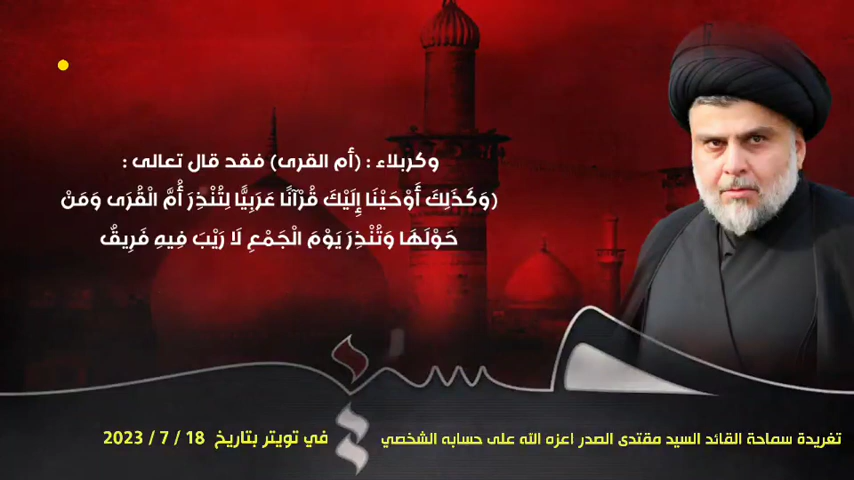 وكربلاء : (أم القرى) فقد قال تعالى :
(وَكَذَلِكَ أَوْحَيْنَا إِلَيْكَ قُرْآنًا عَرَبِيًّا لِتُنْذِرَ أُمَّ الْقُرَى وَمَنْ
حَوْلَهَا وَتُنْذِرَ يَوْمَ الْجَمْعِ لَا رَيْبَ فِيهِ فَرِيقٌ
تغريدة سماحة القائد السيد مقتدى الصدر اعزه الله على حسابه الشخصي في تويتر بتاريخ 18 / 7 / 2023